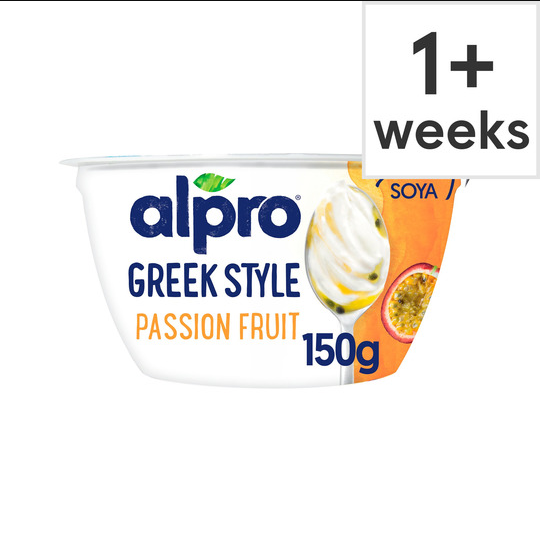 1+
weeks
SOYA
alpro®
GREEK STYLE
PASSION FRUIT
150g